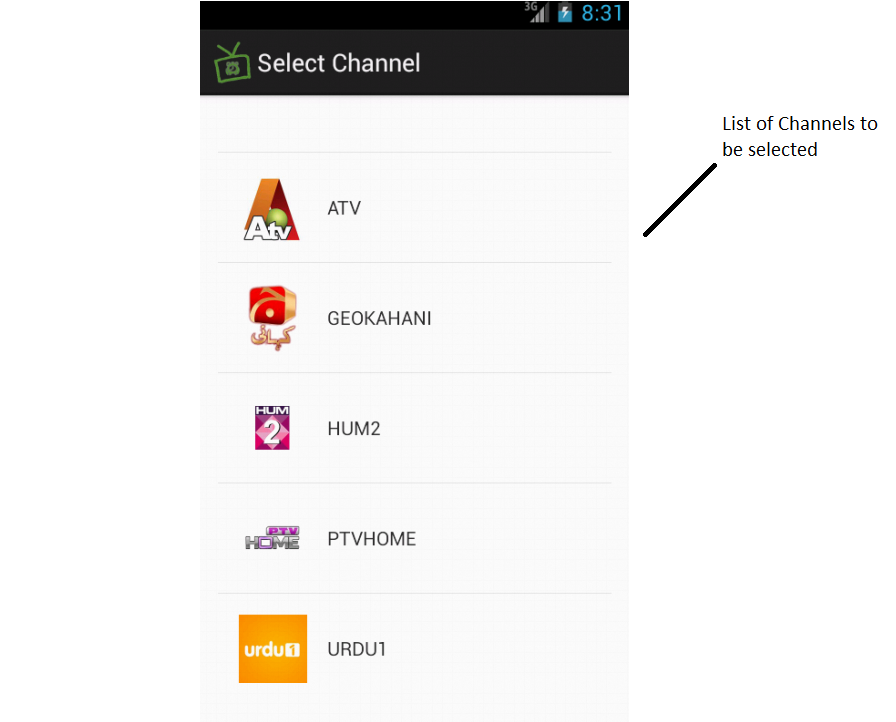 3G 8:31
Select Channel
List of Channels to
be selected
Atv
ATV
کہانی
GEOKAHANI
HUM
2
HUM2
PTV
HOME
PTVHOME
urdu1
URDU1